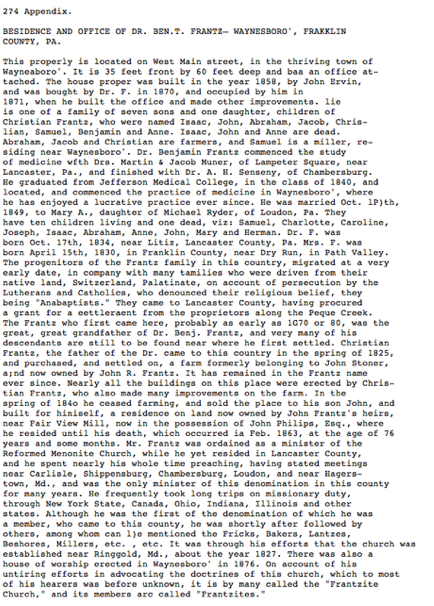 274 Appendix.
BESIDENCE AND OFFICE OF DR. BEN.T. FRANTZ— WAYNESBORO', FRAKKLIN
COUNTY, PA.
This properly is located on West Main street, in the thriving town of
Wayneaboro'. It is 35 feet front by 60 feet deep and baa an office at-
tached. The house proper was built in the year 1858, by John Ervin,
and was bought by Dr. F. in 1870, and occupied by him in
1871, when he built the office and made other improvements. lie
is one of a family of seven sons and one daughter, children of
Christian Frantz, who were named Isaac, John, Abraham, Jacob, Chris-
lian, Samuel, Benjamin and Anne. Isaac, John and Anne are dead.
Abraham, Jacob and Christian are farmers, and Samuel is a miller, re-
siding near Waynesboro'. Dr. Benjamin Frantz commenced the study
of medicine wfth Drs. Martin & Jacob Muner, of Lampeter Square, near
Lancaster, Pa., and finished with Dr. A. H. Senseny, of Chambersburg.
He graduated from Jefferson Medical College, in the class of 1840, and
located, and commenced the practice of medicine in Waynesboro', where
he has enjoyed a lucrative practice ever since. He was married Oct. lP)th,
1849, to Mary A., daughter of Michael Ryder, of Loudon, Pa. They
have ten children living and one dead, viz: Samuel, Charlotte, Caroline,
Joseph, Isaac, Abraham, Anne, John, Mary and Herman. Dr. F. was
born Oct. 17th, 1834, near Litiz, Lancaster County, Pa. Mrs. F. was
born April 15th, 1830, in Franklin County, near Dry Run, in Path Valley.
The progenitors of the Frantz family in this country, migrated at a very
early date, in company with many tamilies who were driven from their
native land, Switzerland, Palatinate, on account of persecution by the
Lutherans and Catholics, who denounced their religious belief, they
being "Anabaptists." They came to Lancaster County, having procured
a grant for a eettleraent from the proprietors along the Peque Creek.
The Frantz who first came here, probably as early as 1G70 or 80, was the
great, great grandfather of Dr. Benj. Frantz, and very many of his
descendants are still to be found near where he first settled. Christian
Frantz, the father of the Dr. came to this country in the spring of 1825,
and purchased, and settled on, a farm formerly belonging to John Stoner,
a;nd now owned by John R. Frantz. It has remained in the Frantz name
ever since. Nearly all the buildings on this place were erected by Chris-
tian Frantz, who also made many improvements on the farm. In the
spring of 184o he ceased farming, and sold the place to his son John, and
built for hiniself, a residence on land now owned by John Frantz's heirs,
near Fair View Mill, now in the possession of John Philips, Esq., where
he resided until his death, which occurred ia Feb. 1863, at the age of 76
years and some months. Mr. Frantz was ordained as a minister of the
Reformed Menonite Church, while he yet resided in Lancaster County,
and he spent nearly his whole time preaching, having stated meetings
near Carlisle, Shippensburg, Chambersburg, Loudon, and near Hagers-
town, Md., and was the only minister of this denomination in this county
for many years. He frequently took long trips on missionary duty,
through New York State, Canada, Ohio, Indiana, Illinois and other
states. Although he was the first of the denomination of which he was
a member, who came to this county, he was shortly after followed by
others, among whom can l)e mentioned the Fricks, Bakers, Lantzes,
Beshores, Millers, etc. , etc. It was through his efforts that the church was
established near Ringgold, Md., about the year 1827. There was also a
house of worship erected in Waynesboro' in 1876. On account of his
untiring efforts in advocating the doctrines of this church, which to most
of his hearers was before unknown, it is by many called the "Frantzite
Church," and its members arc called "Frantzites."